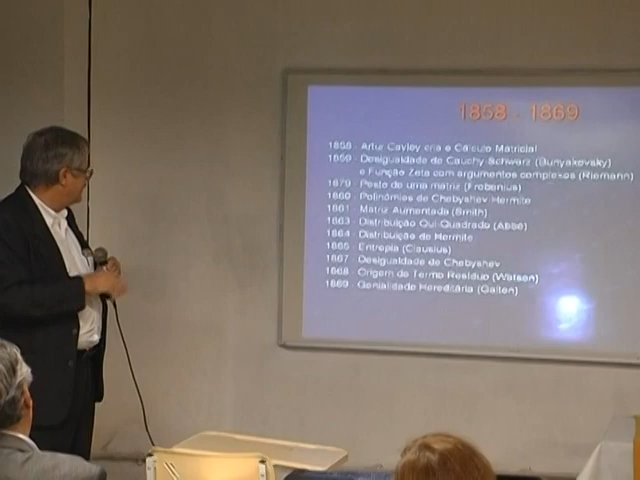 1858 - 1869
1858 - Artur Cayley cria o Cálculo Matricial
1859 - Desigualdade de Cauchy-Schwarz (Bunyakovsky)
e Função Zeta com argumentos complexos (Riemann)
1879 - Posto de uma matriz (Frobenius)
1860 - Polinômios de Chebyshev-Hermite
1861 - Matriz Aumentada (Smith)
1863 - Distribuição Qui-Quadrado (Abbe)
1864 - Distribuição de Hermite
1865 - Entropia (Clausius)
1867 - Desigualdade de Chebyshev
1868 - Origem do Termo Resíduo (Watson)
1869 - Genialidade Hereditária (Galton)